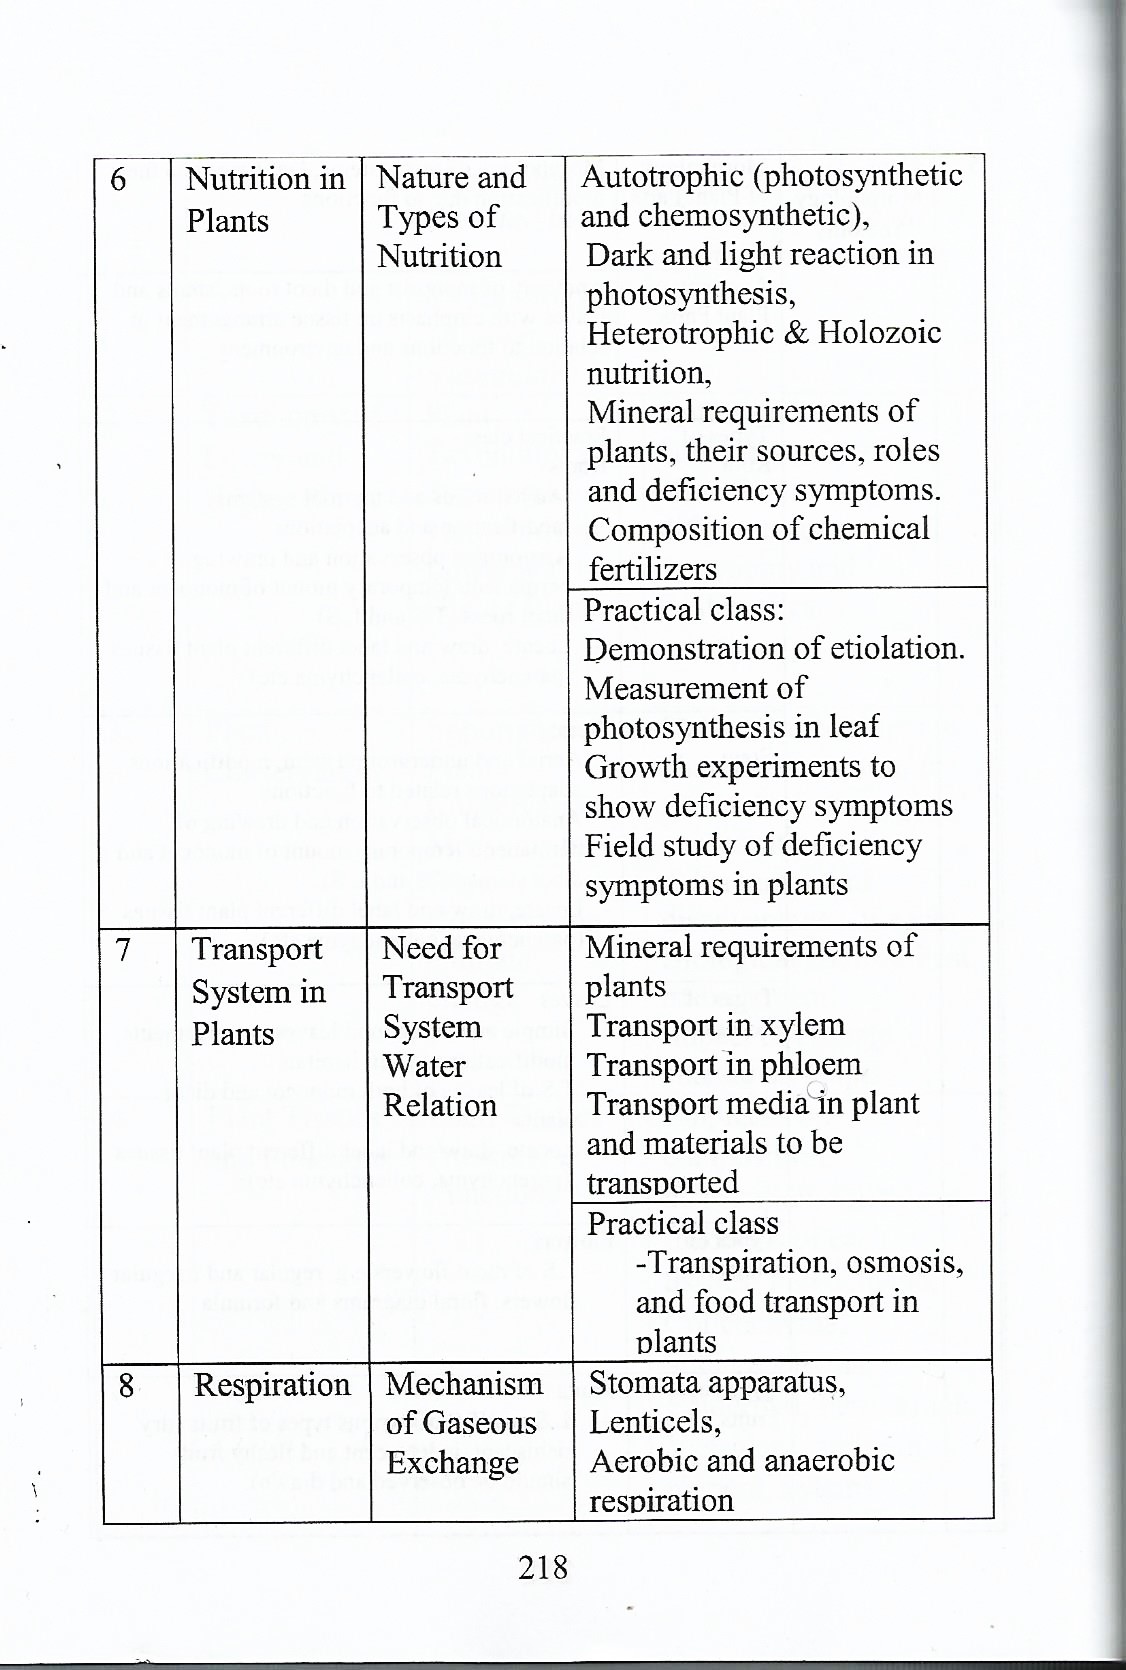 6
Nutrition in
Plants
Nature and
Types of
Nutrition
Autotrophic (photosynthetic
and chemosynthetic),
Dark and light reaction in
photosynthesis,
Heterotrophic & Holozoic
nutrition,
Mineral requirements of
plants, their sources, roles
and deficiency symptoms.
Composition of chemical
fertilizers
Practical class:
Demonstration of etiolation.
Measurement of
photosynthesis in leaf
Growth experiments to
show deficiency symptoms
Field study of deficiency
symptoms in plants
7
Transport
System in
Plants
Need for
Transport
System
Water
Relation
Mineral requirements of
plants
Transport in xylem
Transport in phloem
Transport media in plant
and materials to be
transported
Practical class
-Transpiration, osmosis,
and food transport in
plants
8
Respiration
Mechanism
of Gaseous
Exchange
Stomata apparatus,
Lenticels,
Aerobic and anaerobic
respiration
218